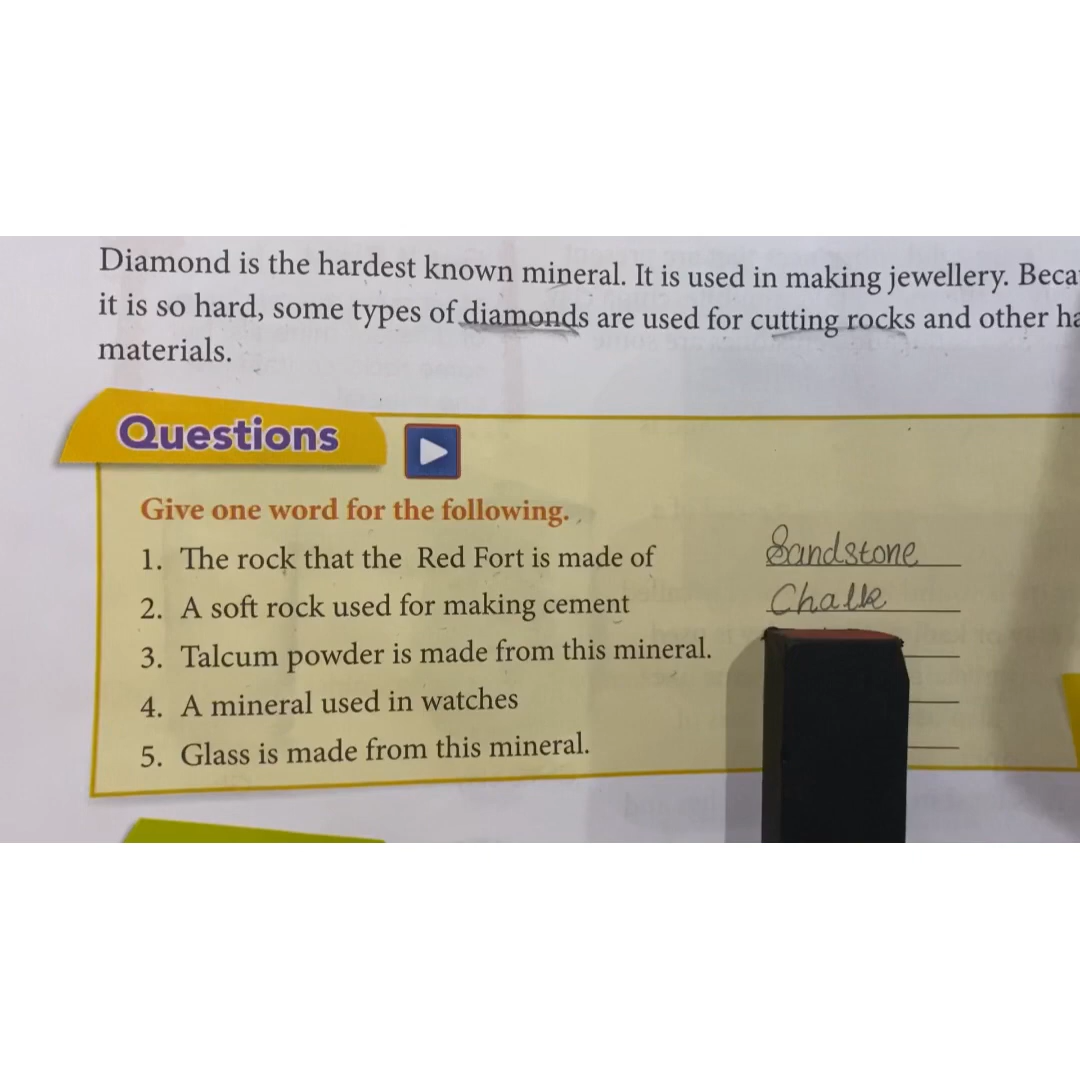 Diamond is the hardest known mineral. It is used in making jewellery. Beca
it is so hard, some types of diamonds are used for cutting rocks and other ha
materials.
Questions
Give one word for the following.
1. The rock that the Red Fort is made of Sandstone
2. A soft rock used for making cement Chalk
3. Talcum powder is made from this mineral.
4. A mineral used in watches
5. Glass is made from this mineral.